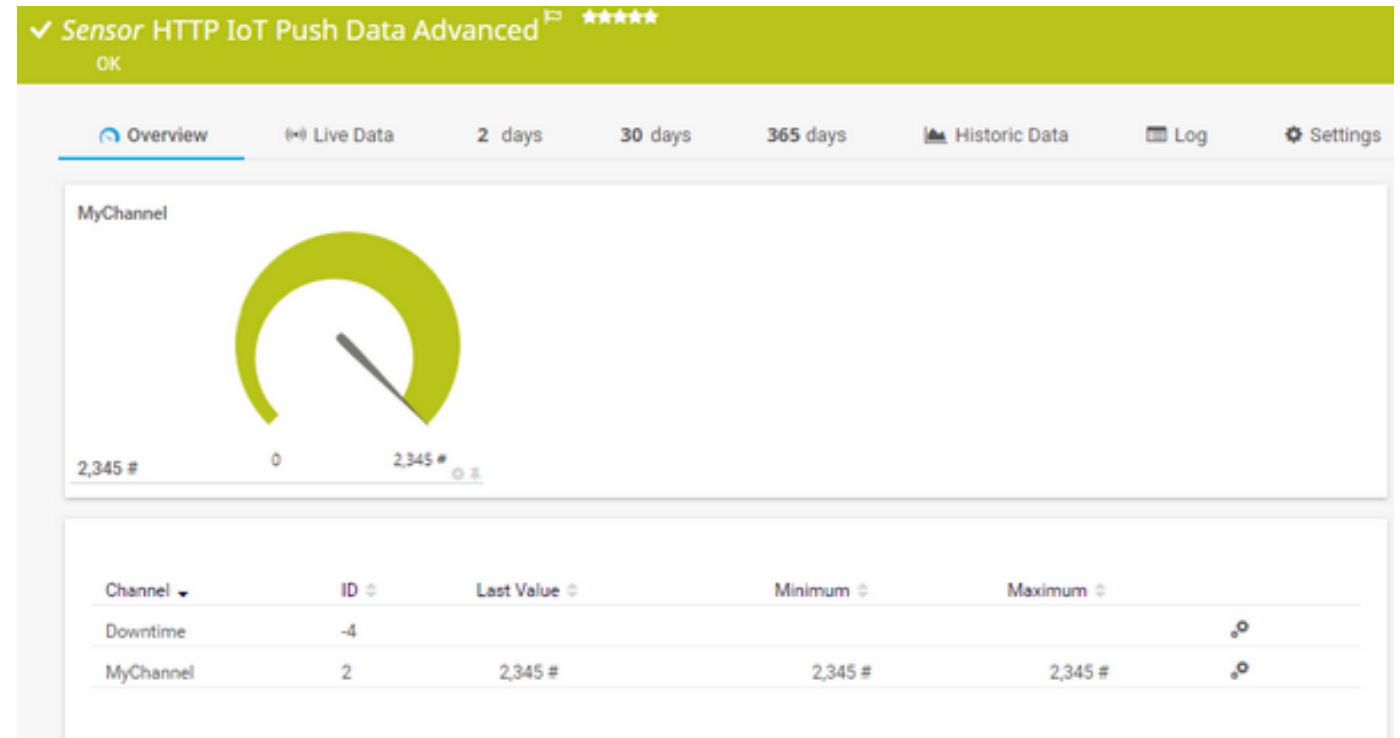 Sensor HTTP IoT Push Data Advanced
OK
Overview Live Data 2 days 30 days 365 days Historic Data Log Settings
MyChannel
0 2,345 #
2,345 #
Channel ID Last Value Minimum Maximum
Downtime -4
MyChannel 2 2,345 # 2,345 # 2,345 #